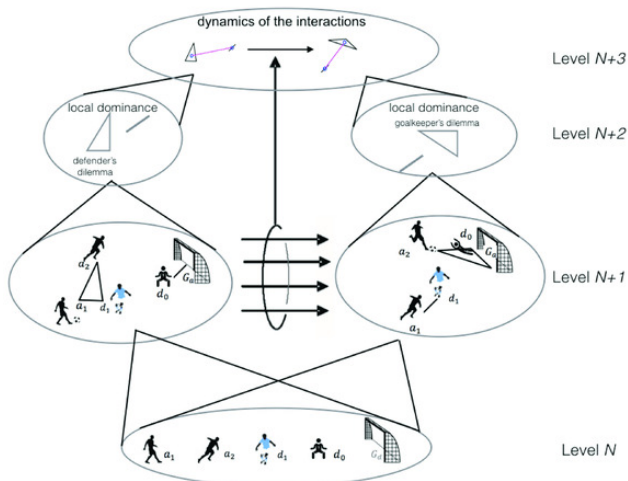 dynamics of the interactions
Level N+3
local dominance
defender's
dilemma
local dominance
goalkeeper's dilemma
Level N+2
a₂
a₁
d₁
d₀
Gₐ
a₂
d₀
Gₐ
d₁
a₁
Level N+1
a₁
a₂
d₁
d₀
Level N